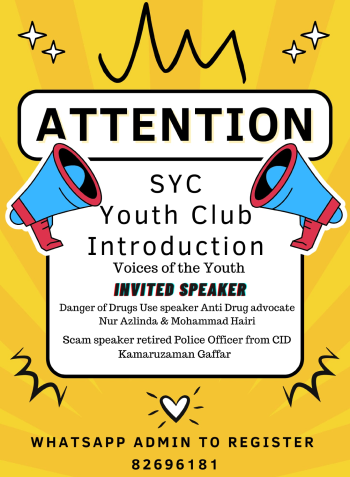 ATTENTION
SYC
Youth Club
Introduction
Voices of the Youth
INVITED SPEAKER
Danger of Drugs Use speaker Anti Drug advocate
Nur Azlinda & Mohammad Hairi
Scam speaker retired Police Officer from CID
Kamaruzaman Gaffar
WHATSAPP ADMIN TO REGISTER
82696181